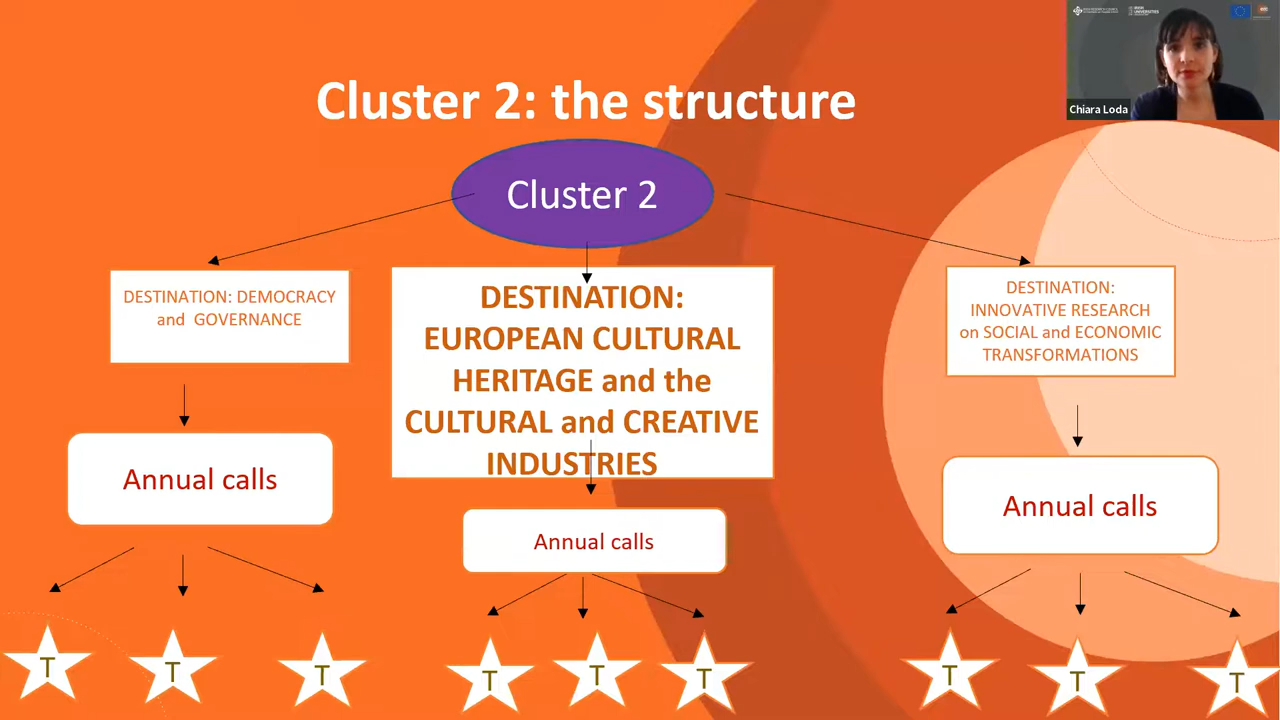 Cluster 2: the structure
Chiara Loda
Cluster 2
DESTINATION: DEMOCRACY
and GOVERNANCE
DESTINATION:
EUROPEAN CULTURAL
HERITAGE and the
CULTURAL and CREATIVE
INDUSTRIES
DESTINATION:
INNOVATIVE RESEARCH
on SOCIAL and ECONOMIC
TRANSFORMATIONS
Annual calls
Annual calls
Annual calls
T
T
T
T
T
T
T
T
T